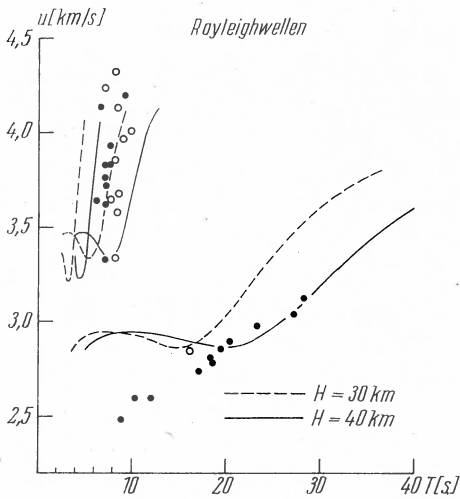 u[km/s]
Rayleighwellen
4,5
4,0
3,5
3,0
2,5
H = 30 km
H = 40 km
10 20 30 40 T[s]